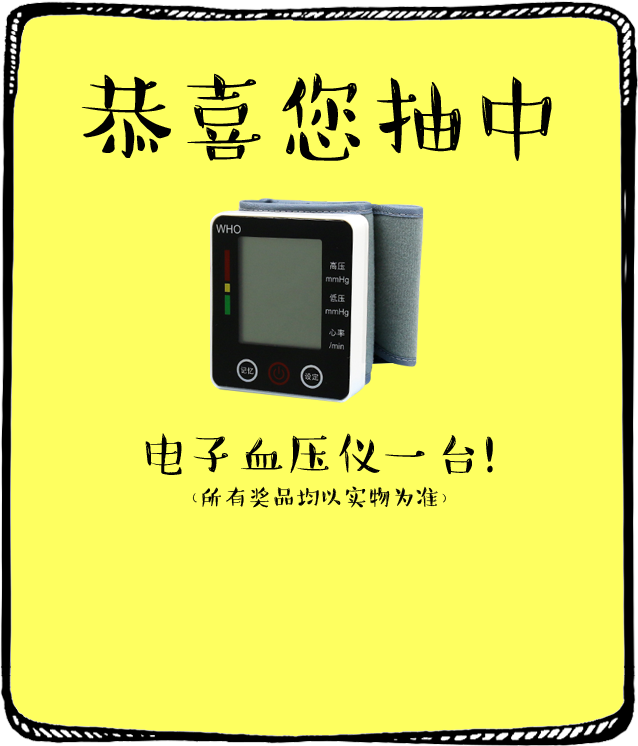 恭喜您抽中
WHO
高压
mmHg
低压
mmHg
心率
/min
记忆
设定
电子血压仪一台!
(所有奖品均以实物为准)